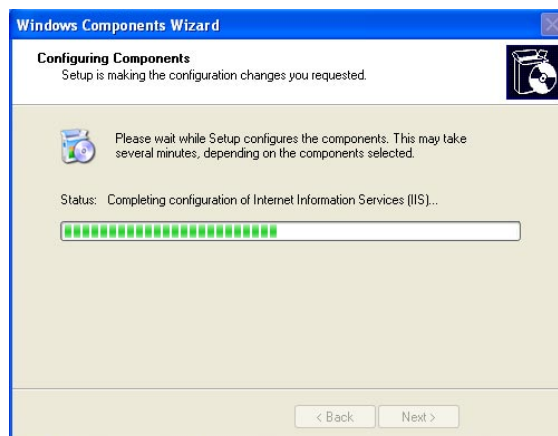 Windows Components Wizard
Configuring Components
Setup is making the configuration changes you requested.
Please wait while Setup configures the components. This may take
several minutes, depending on the components selected.
Status: Completing configuration of Internet Information Services (IIS)...
< Back Next >